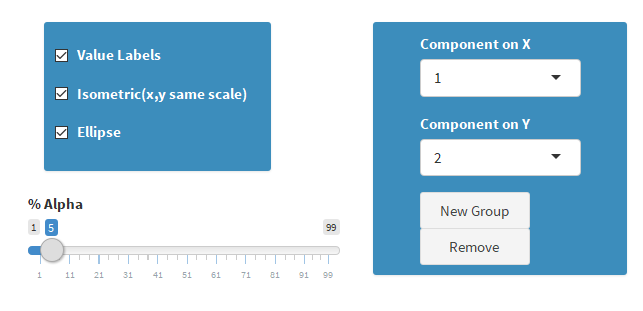 Value Labels
Isometric(x,y same scale)
Ellipse
% Alpha
1 5 99
1 11 21 31 41 51 61 71 81 91 99
Component on X
1
Component on Y
2
New Group
Remove